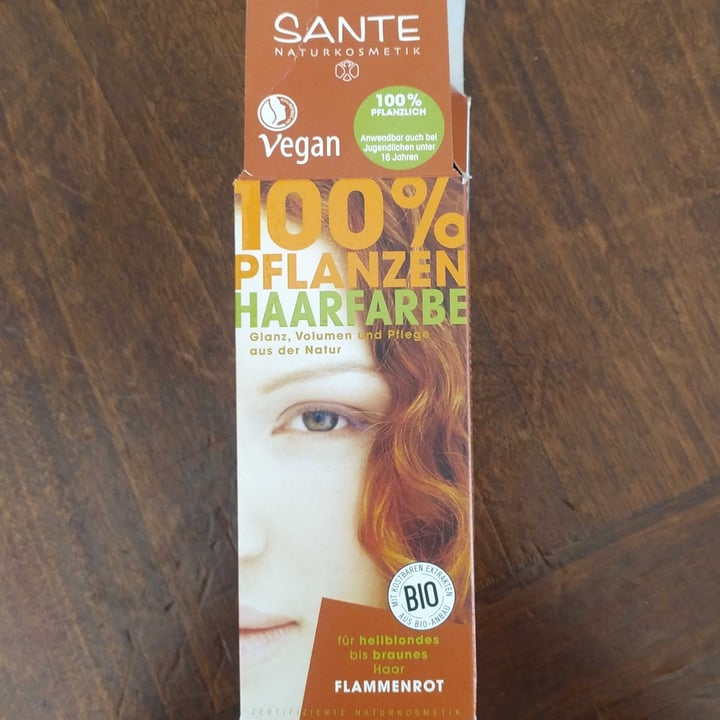 SANTE
NATURKOSMETIK
Vegan
100%
PFLANZLICH
Anwendbar auch bei
Jugendlichen unter
16 Jahren
100%
PFLANZEN
HAARFARBE
Glanz, Volumen und Pflege
aus der Natur
MIT KOSTBAREN EXTRAKTEN
BIO
AUS BIO-ANBAU
für hellblondes
bis braunes
Haar
FLAMMENROT
ZERTIFIZIERTE NATURKOSMETIK